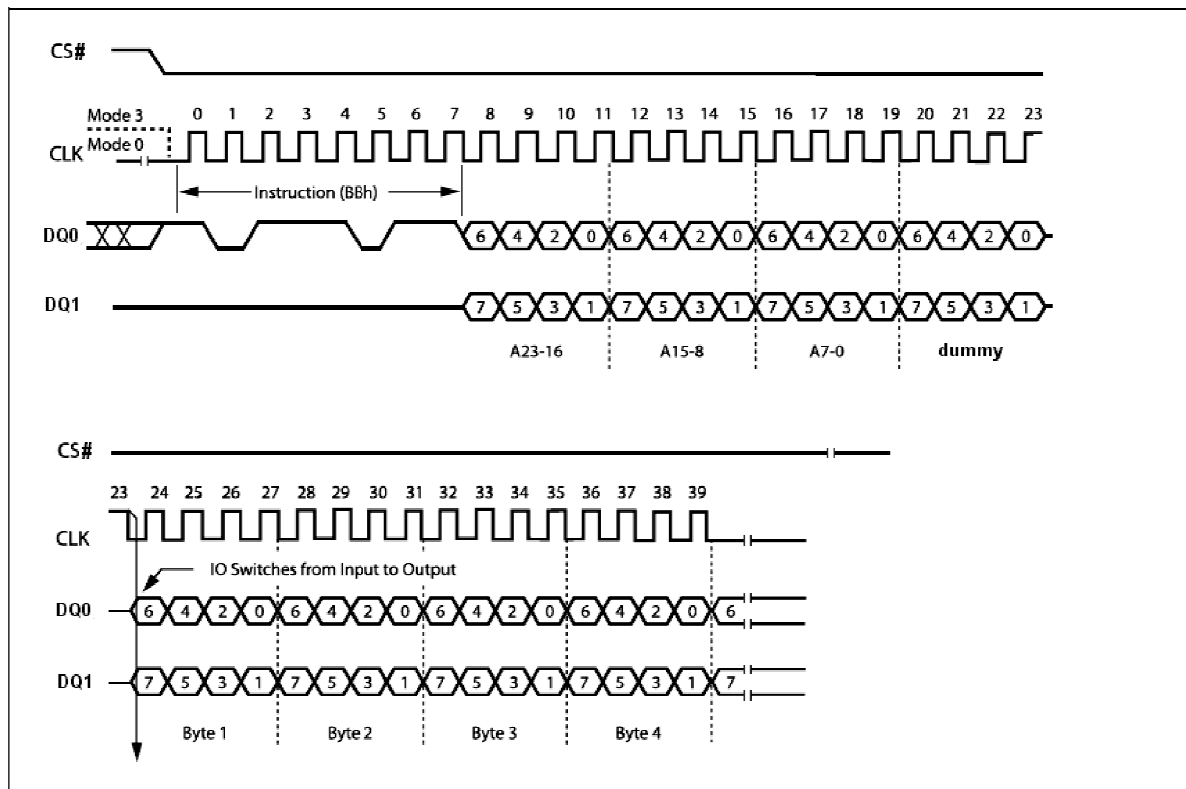 CS#
Mode 3
0 1 2 3 4 5 6 7 8 9 10 11 12 13 14 15 16 17 18 19 20 21 22 23
Mode 0
CLK
Instruction (BBh)
DQ0 6 4 2 0 6 4 2 0 6 4 2 0 6 4 2 0
DQ1 7 5 3 1 7 5 3 1 7 5 3 1 7 5 3 1
A23-16 A15-8 A7-0 dummy
CS#
23 24 25 26 27 28 29 30 31 32 33 34 35 36 37 38 39
CLK
IO Switches from Input to Output
DQ0 6 4 2 0 6 4 2 0 6 4 2 0 6 4 2 0 6
DQ1 7 5 3 1 7 5 3 1 7 5 3 1 7 5 3 1 7
Byte 1 Byte 2 Byte 3 Byte 4